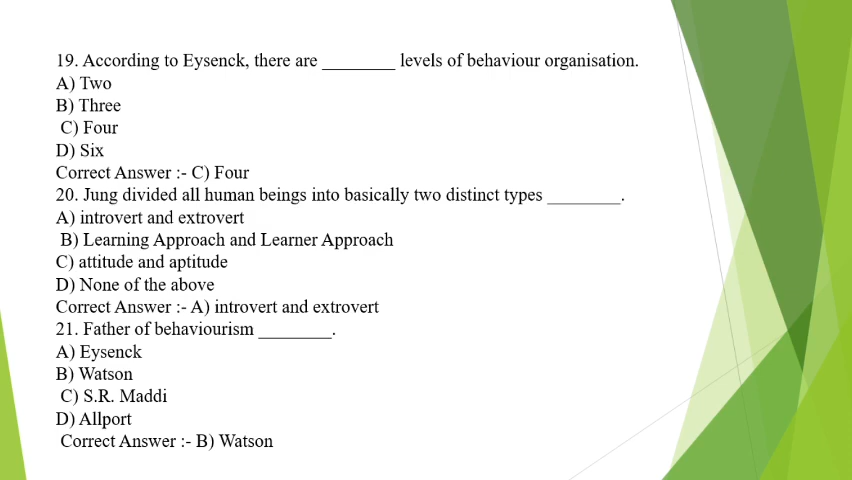 19. According to Eysenck, there are ________ levels of behaviour organisation.
A) Two
B) Three
C) Four
D) Six
Correct Answer :- C) Four
20. Jung divided all human beings into basically two distinct types ________.
A) introvert and extrovert
B) Learning Approach and Learner Approach
C) attitude and aptitude
D) None of the above
Correct Answer :- A) introvert and extrovert
21. Father of behaviourism ________.
A) Eysenck
B) Watson
C) S.R. Maddi
D) Allport
Correct Answer :- B) Watson